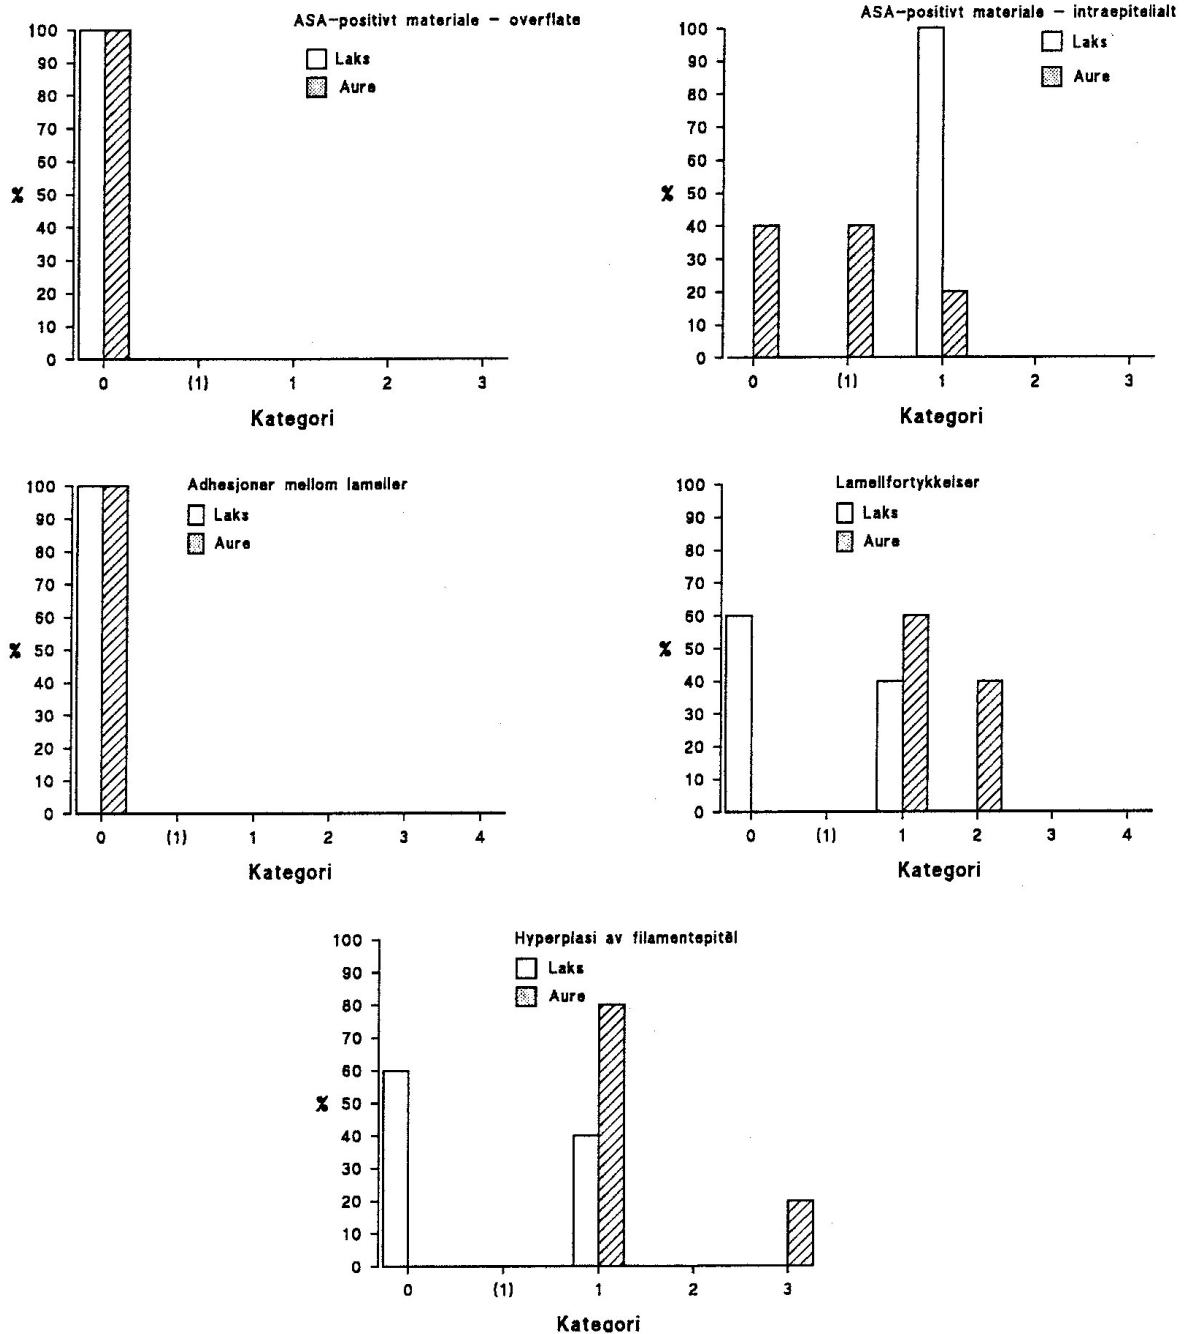 ASA-positivt materiale - overflate
Laks
Aure
100
90
80
70
60
50
40
30
20
10
0
%
0 (1) 1 2 3
Kategori
ASA-positivt materiale - intraepitelialt
Laks
Aure
100
90
80
70
60
50
40
30
20
10
0
%
0 (1) 1 2 3
Kategori
Adhesjoner mellom lameller
Laks
Aure
100
90
80
70
60
50
40
30
20
10
0
%
0 (1) 1 2 3 4
Kategori
Lamellfortykkelser
Laks
Aure
100
90
80
70
60
50
40
30
20
10
0
%
0 (1) 1 2 3 4
Kategori
Hyperplasi av filamentepitêl
Laks
Aure
100
90
80
70
60
50
40
30
20
10
0
%
0 (1) 1 2 3
Kategori